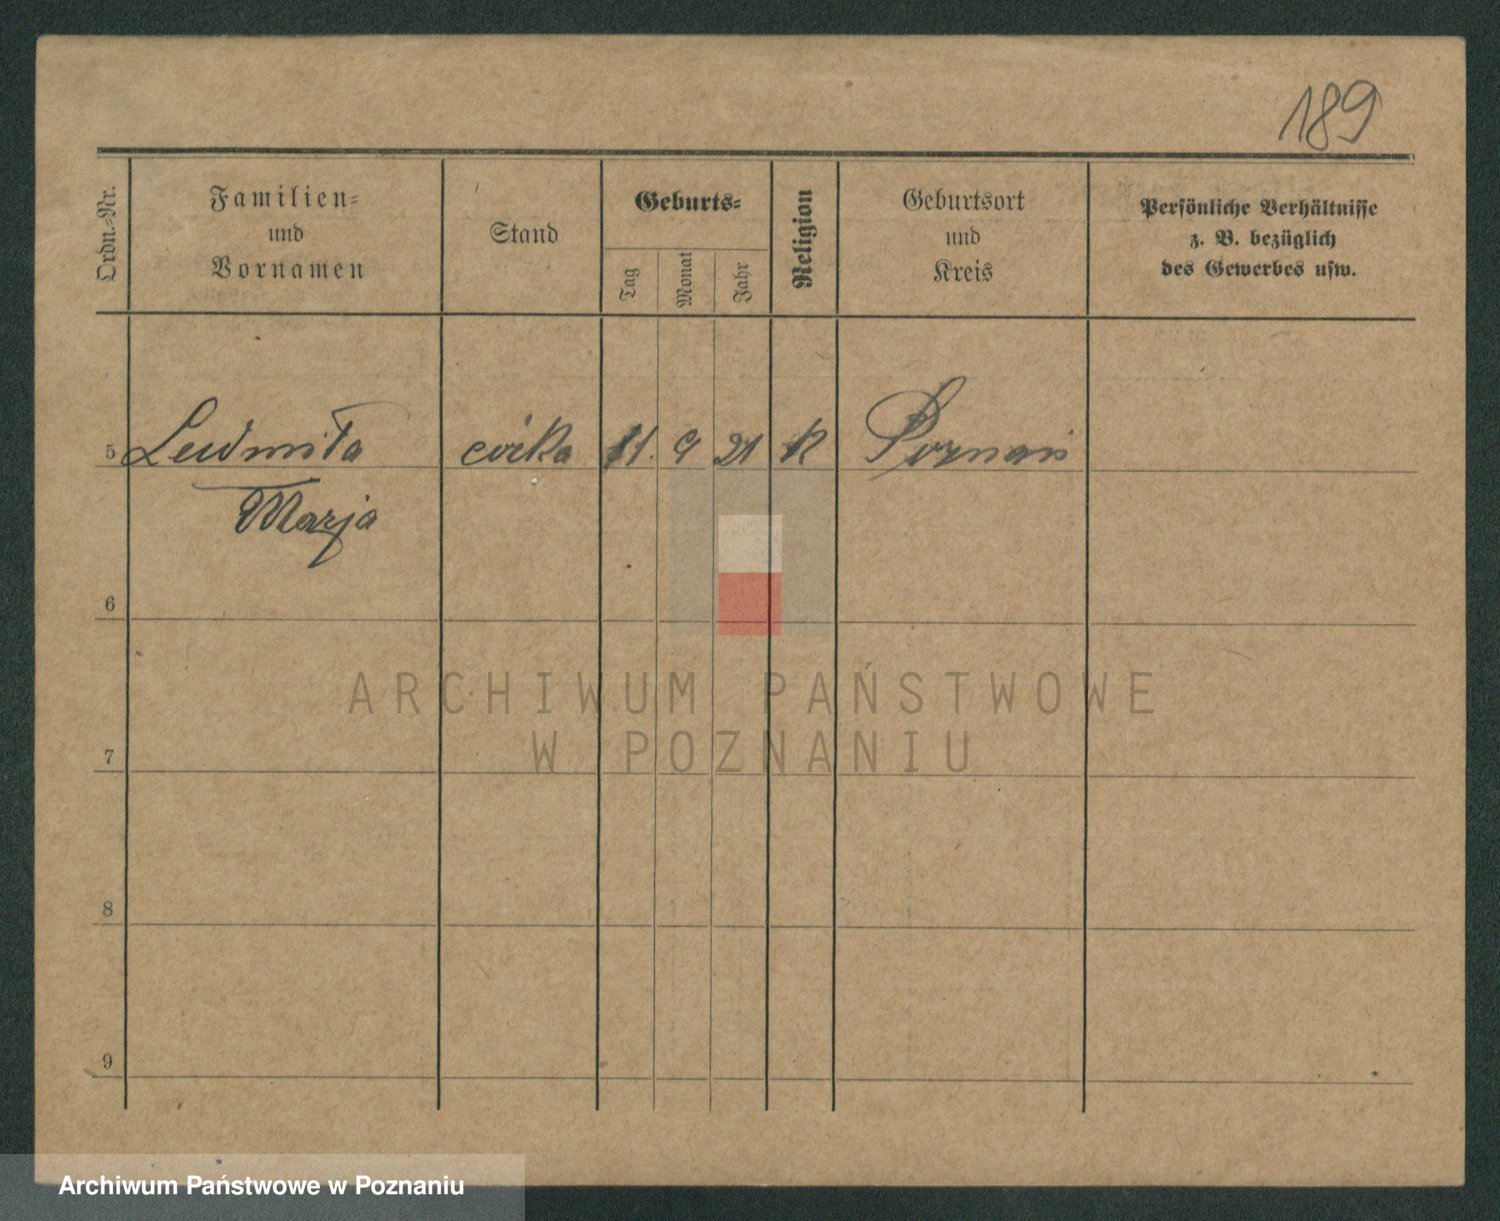 189
Ordn.-Nr.
Familien-
und
Vornamen
Stand
Geburts-
Tag
Monat
Jahr
Religion
Geburtsort
und
Kreis
Persönliche Verhältnisse
z. B. bezüglich
des Gewerbes usw.
5 Ludmiła córka 11. 9 21 K Poznań
Marja
6
ARCHIWUM PAŃSTWOWE
W POZNANIU
7
8
9
Archiwum Państwowe w Poznaniu